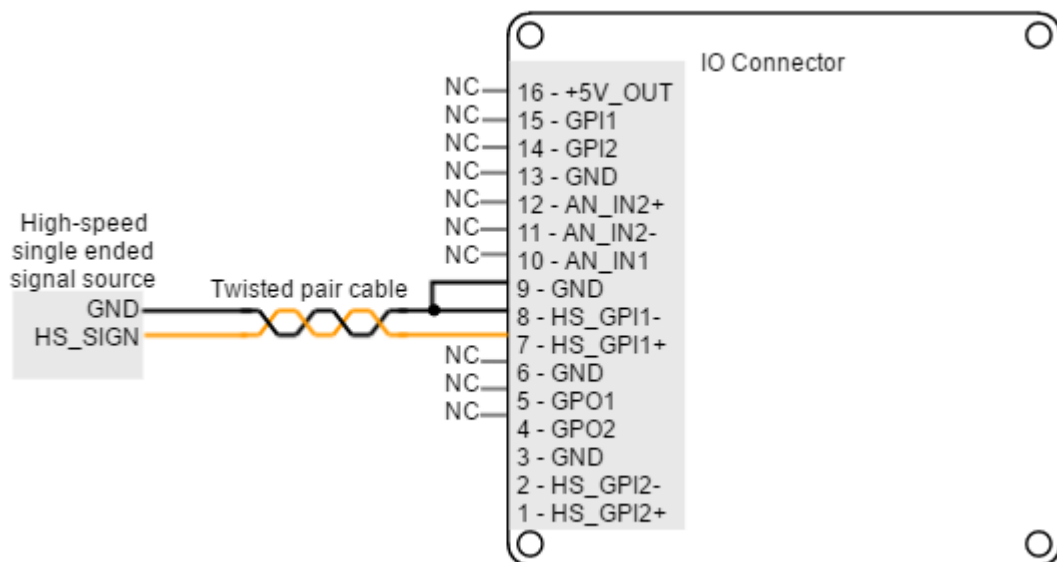 IO Connector
NC 16 - +5V_OUT
NC 15 - GPI1
NC 14 - GPI2
NC 13 - GND
NC 12 - AN_IN2+
NC 11 - AN_IN2-
NC 10 - AN_IN1
9 - GND
8 - HS_GPI1-
7 - HS_GPI1+
NC 6 - GND
NC 5 - GPO1
NC 4 - GPO2
3 - GND
2 - HS_GPI2-
1 - HS_GPI2+
High-speed
single ended
signal source
GND
HS_SIGN
Twisted pair cable